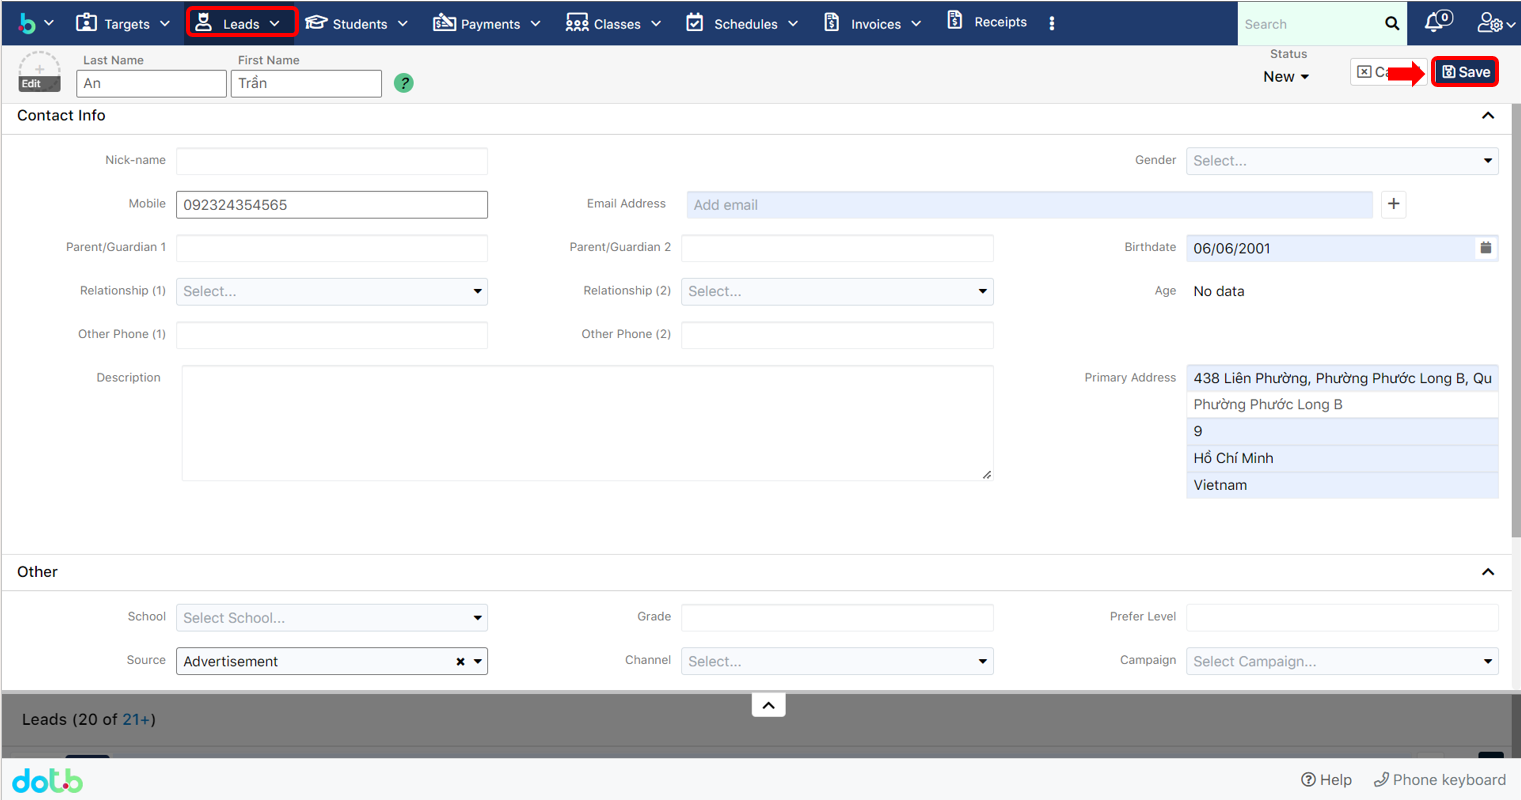 b Targets Leads Students Payments Classes Schedules Invoices Receipts Search 0
Last Name First Name Status
Edit An Trần ? New Save
Contact Info
Nick-name Gender Select...
Mobile 092324354565 Email Address Add email +
Parent/Guardian 1 Parent/Guardian 2 Birthdate 06/06/2001
Relationship (1) Select... Relationship (2) Select... Age No data
Other Phone (1) Other Phone (2)
Description Primary Address 438 Liên Phường, Phường Phước Long B, Qu
Phường Phước Long B
9
Hồ Chí Minh
Vietnam
Other
School Select School... Grade Prefer Level
Source Advertisement Channel Select... Campaign Select Campaign...
Leads (20 of 21+)
dotb Help Phone keyboard